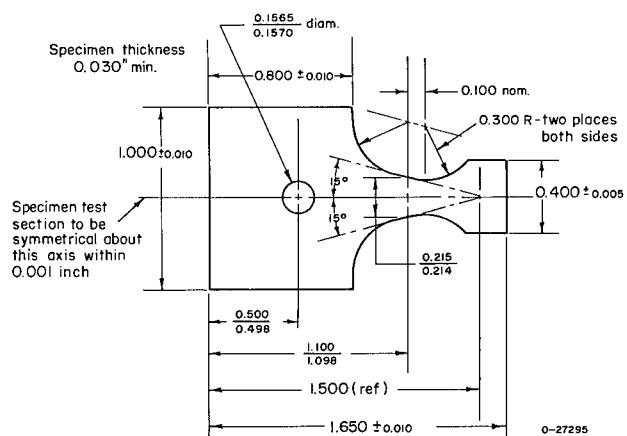 0.1565
0.1570 diam.
Specimen thickness
0.030" min.
0.800 ±0.010
0.100 nom.
0.300 R-two places
both sides
1.000±0.010
15°
15°
0.400±0.005
Specimen test
section to be
symmetrical about
this axis within
0.001 inch
0.215
0.214
0.500
0.498
1.100
1.098
1.500 (ref)
1.650 ±0.010
0-27295